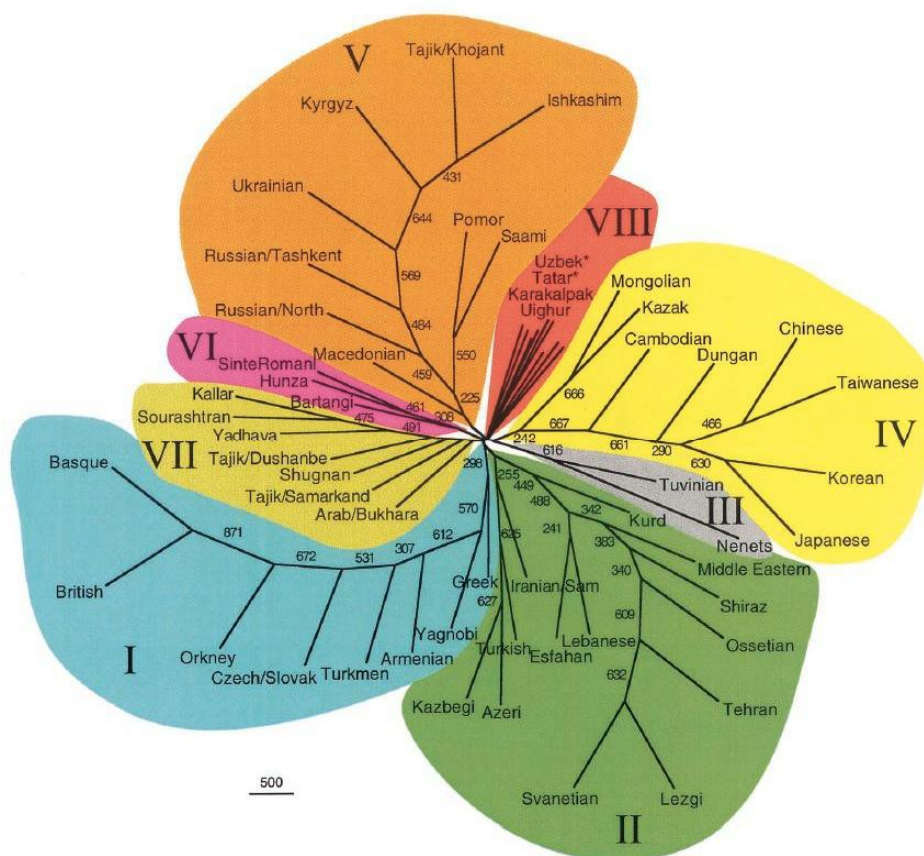 V
Tajik/Khojant
Kyrgyz
Ishkashim
431
Ukrainian
644
Pomor
Saami
VIII
Uzbek*
Tatar*
Karakalpak
Uighur
Russian/Tashkent
569
Russian/North
484
550
Macedonian
459
225
Mongolian
Kazak
Cambodian
Dungan
Chinese
Taiwanese
666
667
466
IV
242
661
290
630
Korean
Japanese
VI
SinteRomani
Hunza
Bartangi
461
308
475
491
Kallar
Sourashtran
Yadhava
VII
Tajik/Dushanbe
Shugnan
Tajik/Samarkand
Arab/Bukhara
298
616
Tuvinian
III
Nenets
Basque
871
672
531
307
612
570
British
I
Orkney
Czech/Slovak
Turkmen
Armenian
Yagnobi
Greek
255
449
488
342
Kurd
241
383
Middle Eastern
625
Iranian/Sam
340
Shiraz
627
609
Ossetian
Turkish
Esfahan
Lebanese
632
Kazbegi
Azeri
Tehran
Svanetian
Lezgi
II
500